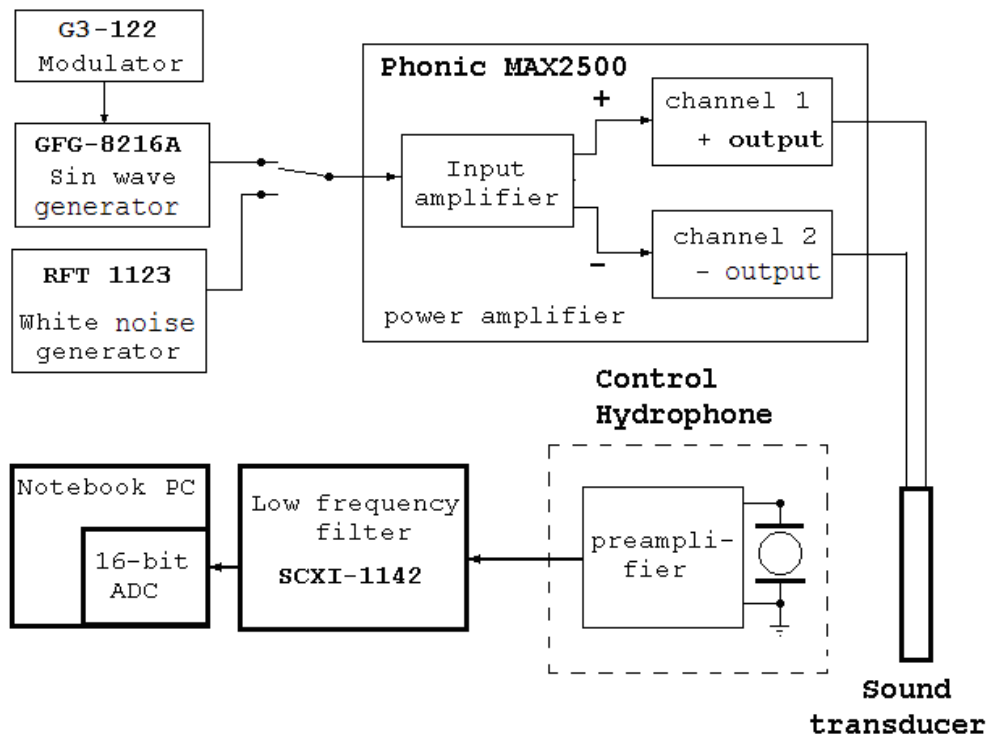 G3-122
Modulator
GFG-8216A
Sin wave
generator
RFT 1123
White noise
generator
Phonic MAX2500
+
-
Input
amplifier
channel 1
+ output
channel 2
- output
power amplifier
Control
Hydrophone
Notebook PC
16-bit
ADC
Low frequency
filter
SCXI-1142
preampli-
fier
Sound
transducer